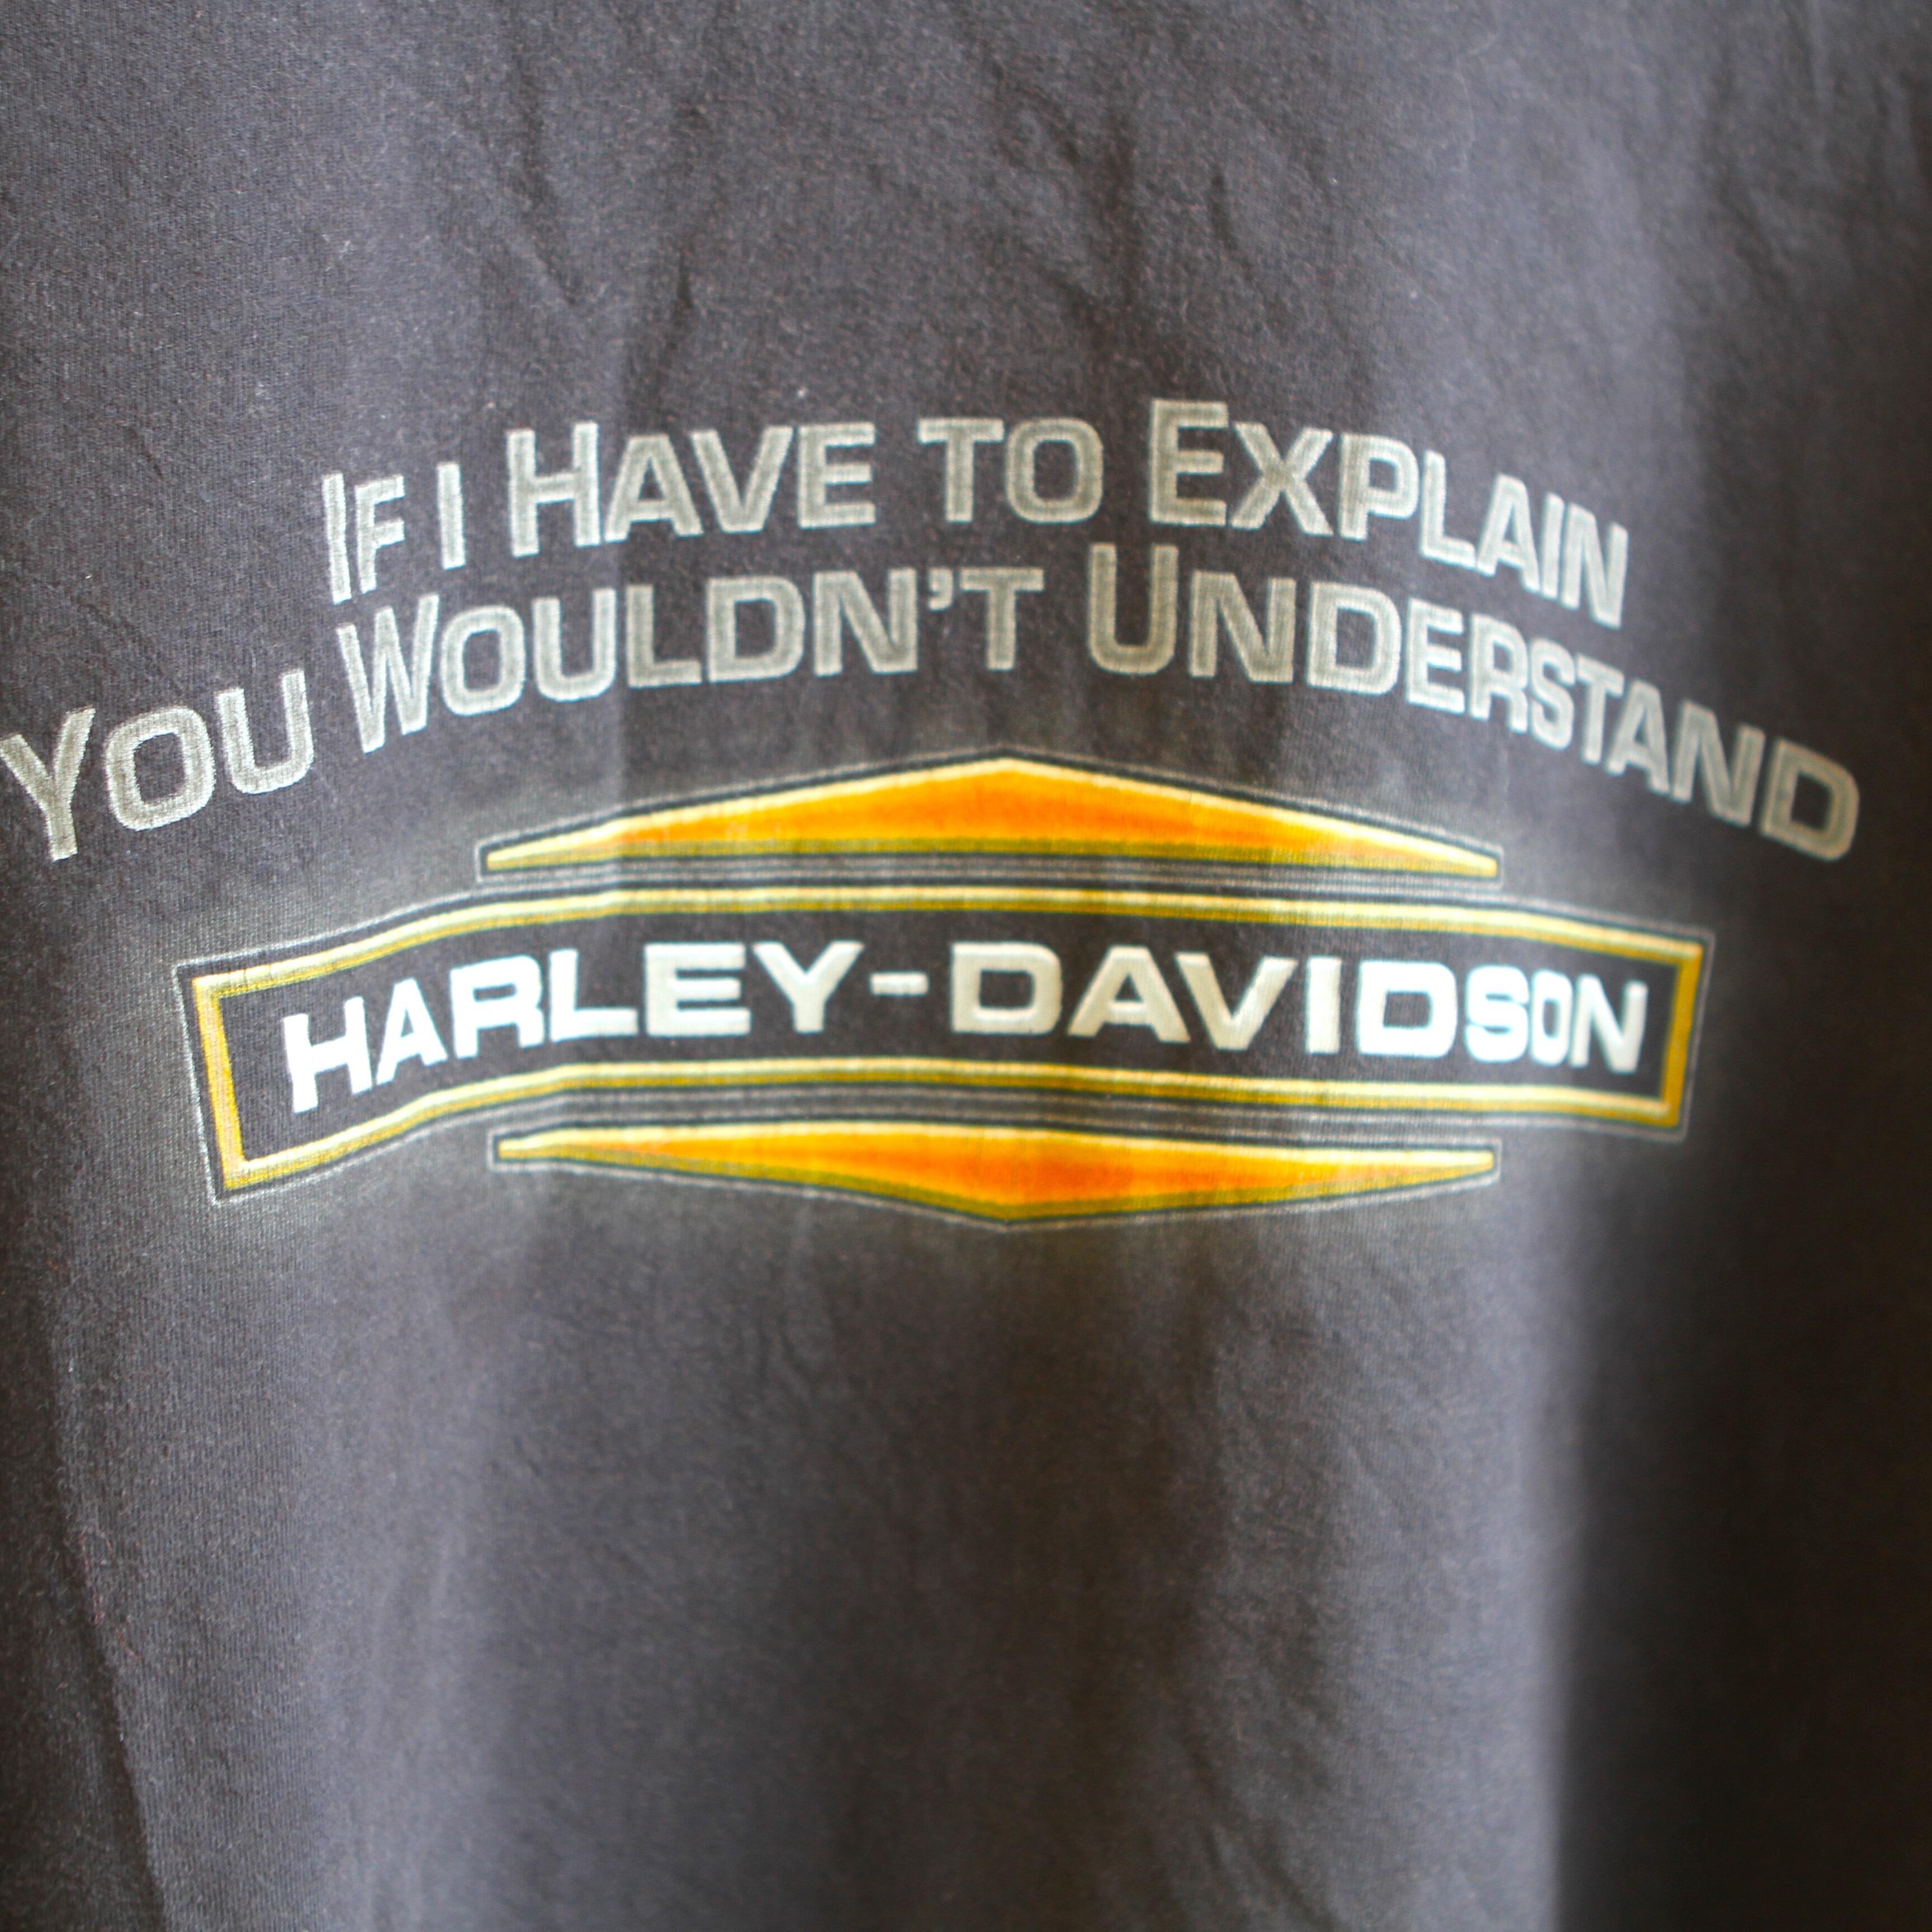 IF I HAVE TO EXPLAIN
YOU WOULDN'T UNDERSTAND
HARLEY-DAVIDSON